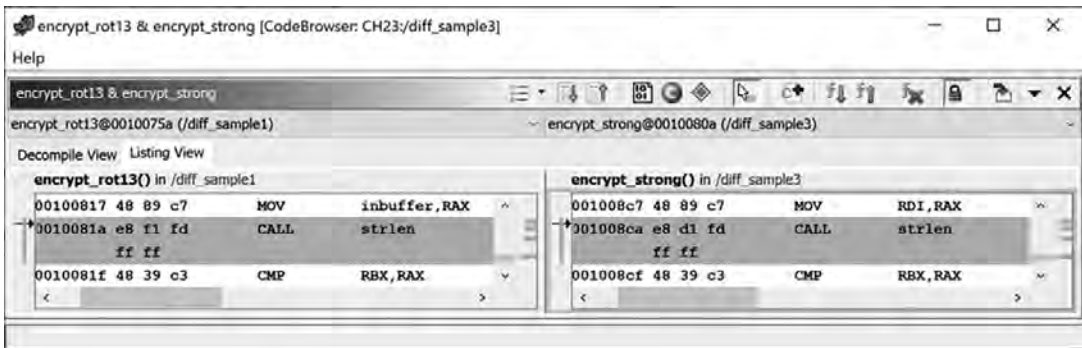 encrypt_rot13 & encrypt_strong [CodeBrowser: CH23:/diff_sample3]
Help
encrypt_rot13 & encrypt_strong
encrypt_rot13@0010075a (/diff_sample1) encrypt_strong@0010080a (/diff_sample3)
Decompile View Listing View
encrypt_rot13() in /diff_sample1 encrypt_strong() in /diff_sample3
00100817 48 89 c7 MOV inbuffer,RAX 001008c7 48 89 c7 MOV RDI,RAX
0010081a e8 f1 fd CALL strlen 001008ca e8 d1 fd CALL strlen
ff ff ff ff
0010081f 48 39 c3 CMP RBX,RAX 001008cf 48 39 c3 CMP RBX,RAX